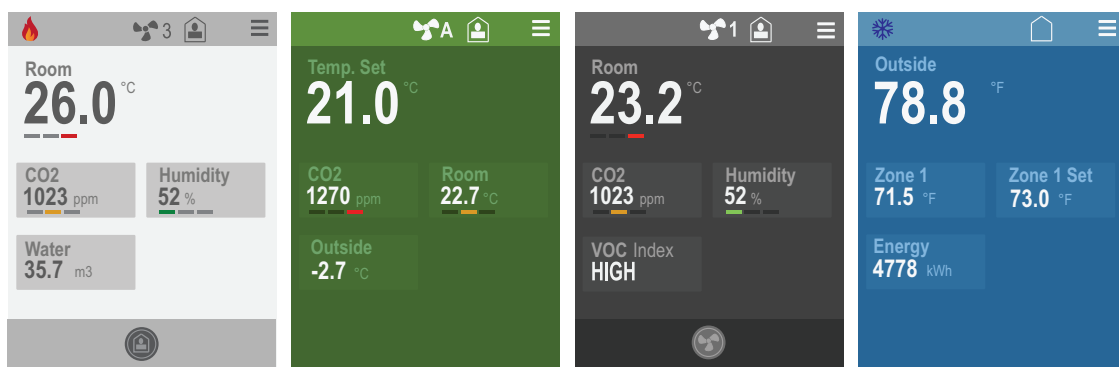 3
Room
26.0 °C
CO2
1023 ppm
Humidity
52 %
Water
35.7 m3
A
Temp. Set
21.0 °C
CO2
1270 ppm
Room
22.7 °C
Outside
-2.7 °C
1
Room
23.2 °C
CO2
1023 ppm
Humidity
52 %
VOC Index
HIGH
Outside
78.8 °F
Zone 1
71.5 °F
Zone 1 Set
73.0 °F
Energy
4778 kWh